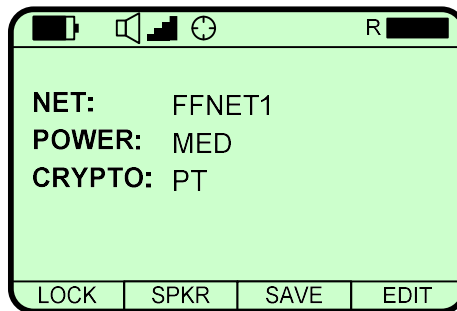 R
NET: FFNET1
POWER: MED
CRYPTO: PT
LOCK SPKR SAVE EDIT